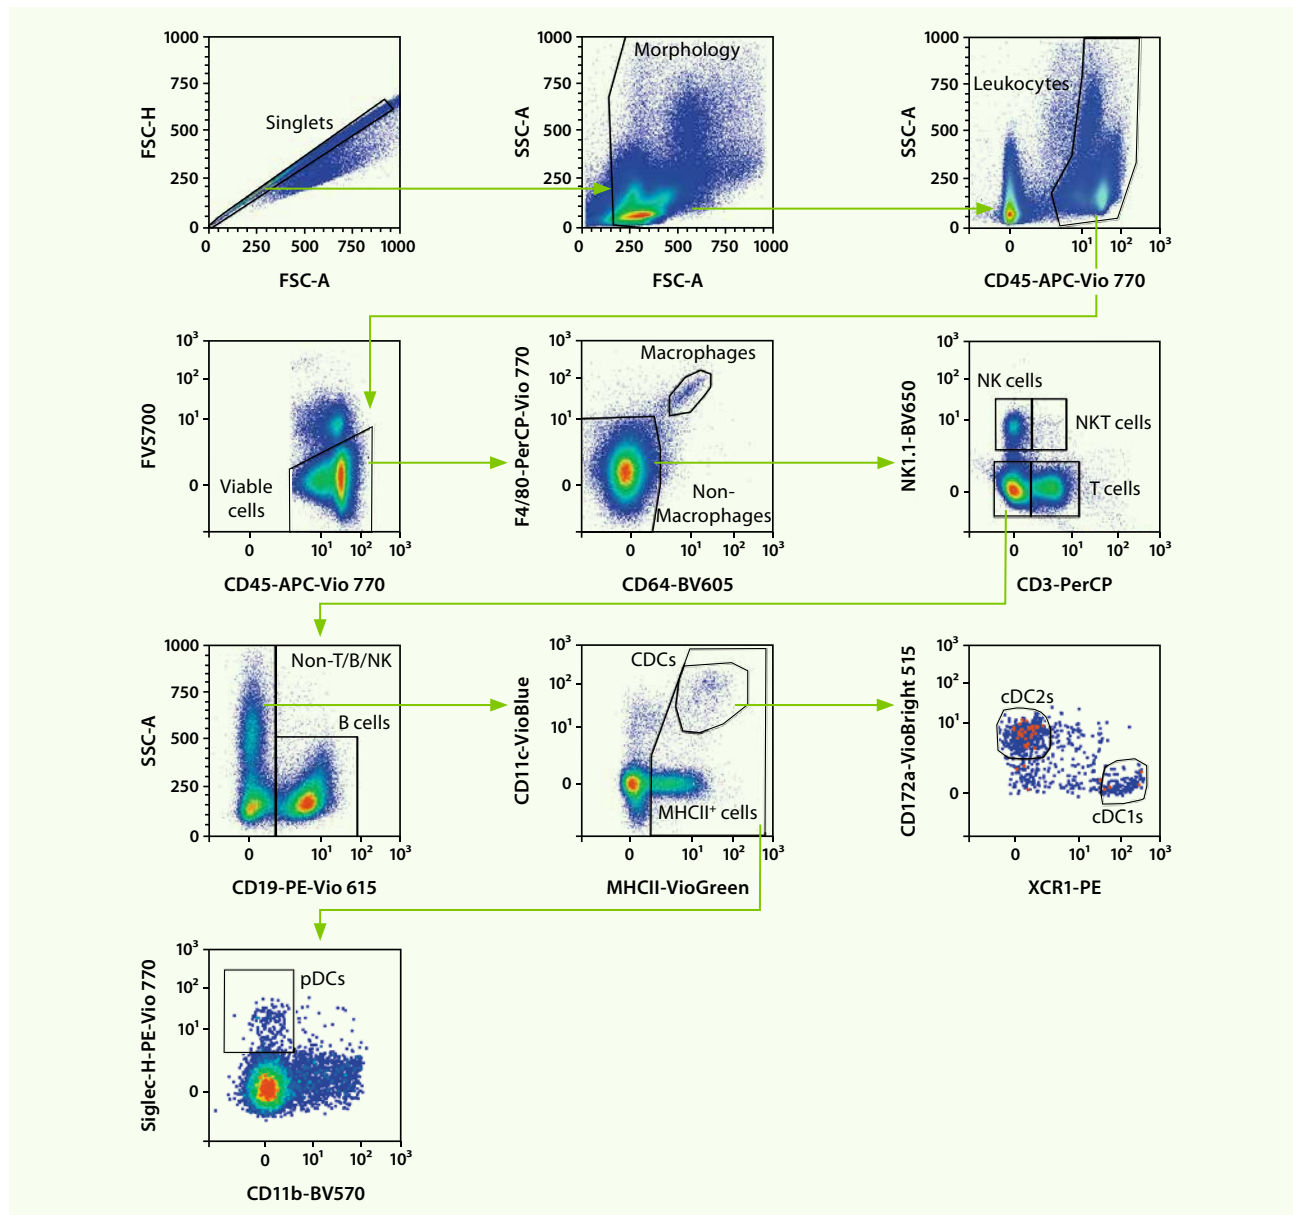 1000
750
500
250
0
FSC-H
Singlets
0 250 500 750 1000
FSC-A
1000
750
500
250
0
SSC-A
Morphology
0 250 500 750 1000
FSC-A
1000
750
500
250
0
SSC-A
Leukocytes
0 10¹ 10² 10³
CD45-APC-Vio 770
10³
10²
10¹
0
FVS700
Viable
cells
0 10¹ 10² 10³
CD45-APC-Vio 770
10³
10²
10¹
0
F4/80-PerCP-Vio 770
Macrophages
Non-
Macrophages
0 10¹ 10² 10³
CD64-BV605
10³
10²
10¹
0
NK1.1-BV650
NK cells
NKT cells
T cells
0 10¹ 10² 10³
CD3-PerCP
1000
750
500
250
0
SSC-A
Non-T/B/NK
B cells
0 10¹ 10² 10³
CD19-PE-Vio 615
10³
10²
10¹
0
CD11c-VioBlue
CDCs
MHCII⁺ cells
0 10¹ 10² 10³
MHCII-VioGreen
10³
10²
10¹
0
CD172a-VioBright 515
cDC2s
cDC1s
0 10¹ 10² 10³
XCR1-PE
10³
10²
10¹
0
Siglec-H-PE-Vio 770
pDCs
0 10¹ 10² 10³
CD11b-BV570